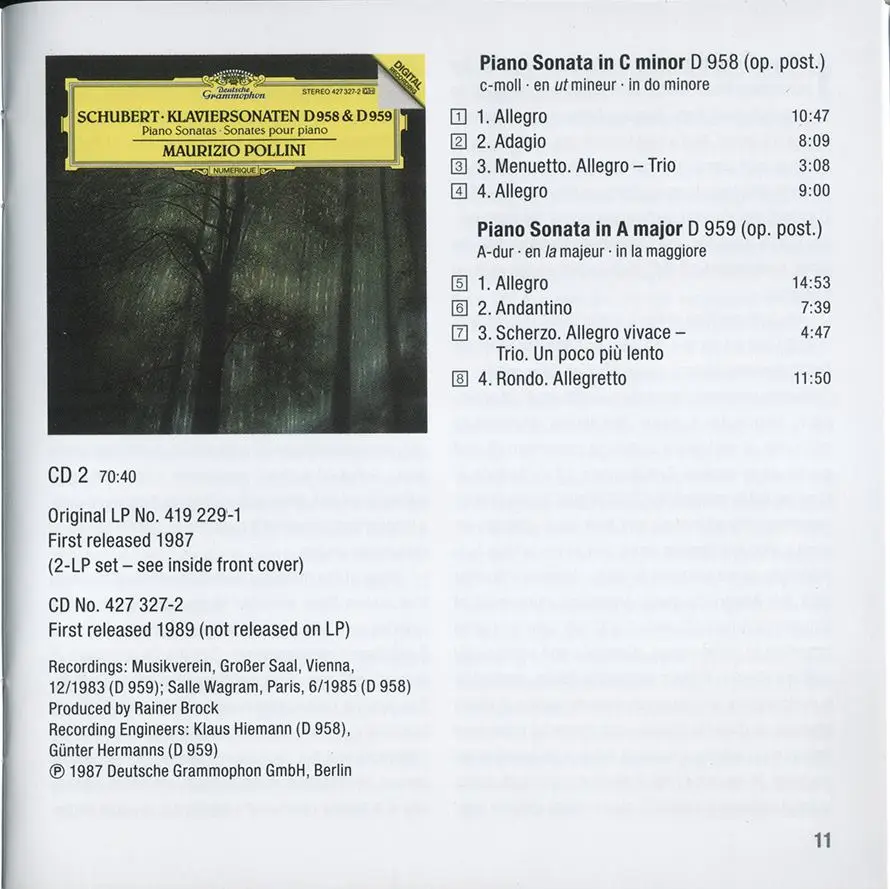 Deutsche
Grammophon
STEREO 427 327-2 GH
DIGITAL
RECORDING
SCHUBERT · KLAVIERSONATEN D 958 & D 959
Piano Sonatas · Sonates pour piano
MAURIZIO POLLINI
NUMERIQUE
CD 2 70:40
Original LP No. 419 229-1
First released 1987
(2-LP set – see inside front cover)
CD No. 427 327-2
First released 1989 (not released on LP)
Recordings: Musikverein, Großer Saal, Vienna,
12/1983 (D 959); Salle Wagram, Paris, 6/1985 (D 958)
Produced by Rainer Brock
Recording Engineers: Klaus Hiemann (D 958),
Günter Hermanns (D 959)
℗ 1987 Deutsche Grammophon GmbH, Berlin
Piano Sonata in C minor D 958 (op. post.)
c-moll · en ut mineur · in do minore
1 1. Allegro 10:47
2 2. Adagio 8:09
3 3. Menuetto. Allegro – Trio 3:08
4 4. Allegro 9:00
Piano Sonata in A major D 959 (op. post.)
A-dur · en la majeur · in la maggiore
5 1. Allegro 14:53
6 2. Andantino 7:39
7 3. Scherzo. Allegro vivace – 4:47
Trio. Un poco più lento
8 4. Rondo. Allegretto 11:50
11